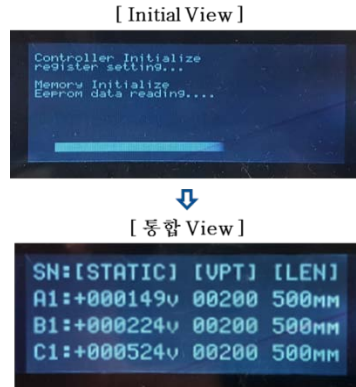 [ Initial View ]
Controller Initialize
register setting...
Memory Initialize
Eeprom data reading....
[ 통합 View ]
SN:[STATIC] [VPT] [LEN]
A1:+000149v 00200 500mm
B1:+000224v 00200 500mm
C1:+000524v 00200 500mm